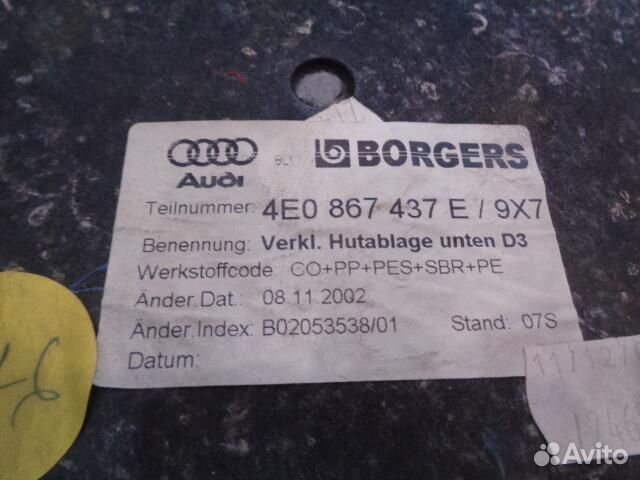 Audi BORGERS
Teilnummer: 4E0 867 437 E / 9X7
Benennung: Verkl. Hutablage unten D3
Werkstoffcode: CO+PP+PES+SBR+PE
Änder.Dat.: 08.11.2002
Änder.Index: B02053538/01 Stand: 07S
Datum:
Avito